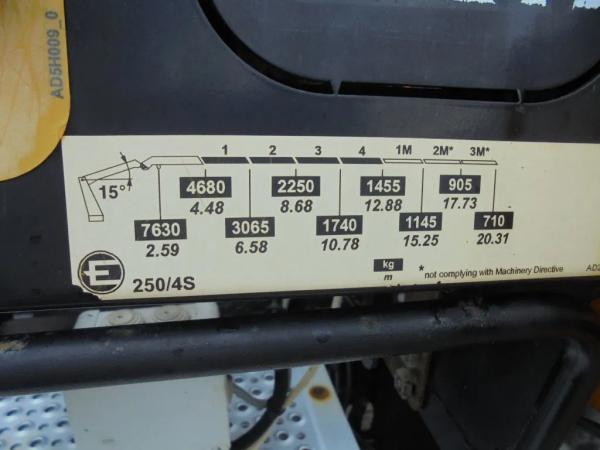 AD5H009_0
1 2 3 4 1M 2M* 3M*
15°
4680 2250 1455 905
4.48 8.68 12.88 17.73
7630 3065 1740 1145 710
2.59 6.58 10.78 15.25 20.31
kg
m
* not complying with Machinery Directive
E 250/4S